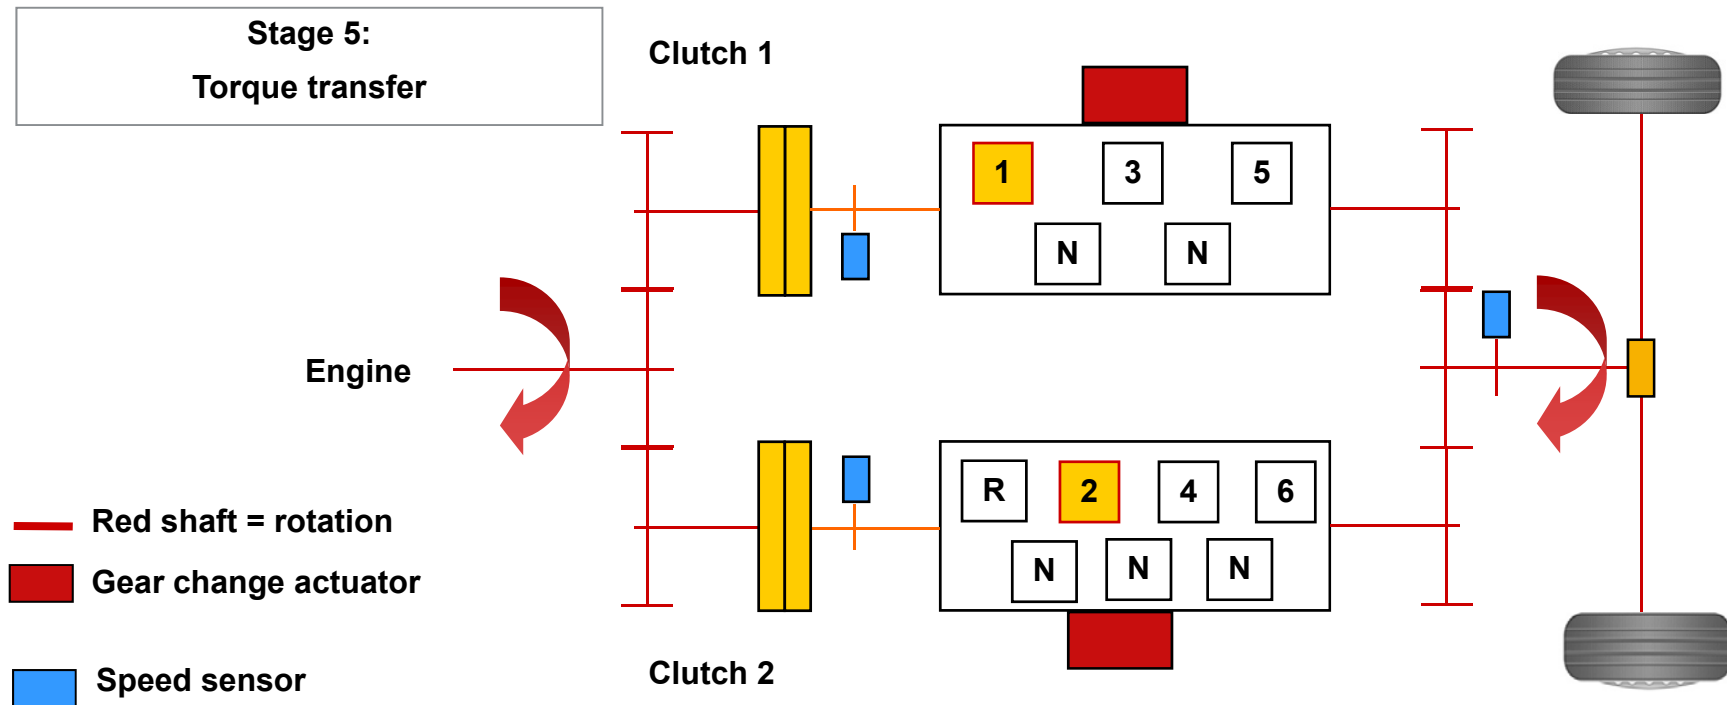 Stage 5:
Torque transfer
Clutch 1
1 3 5
N N
Engine
R 2 4 6
N N N
Red shaft = rotation
Gear change actuator
Clutch 2
Speed sensor